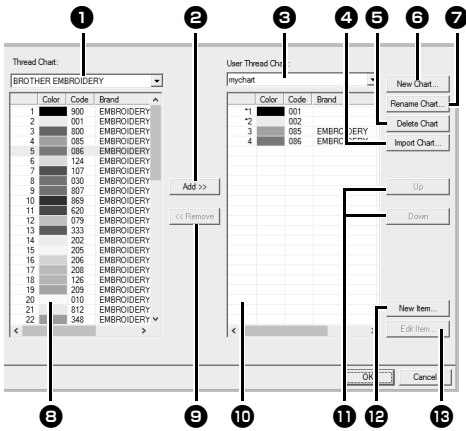 1 2 3 4 5 6 7
Thread Chart:
User Thread Chart:
BROTHER EMBROIDERY
mychart
New Chart...
Rename Chart...
Delete Chart
Import Chart...
Color Code Brand
1 900 EMBROIDERY
2 001 EMBROIDERY
3 800 EMBROIDERY
4 085 EMBROIDERY
5 086 EMBROIDERY
6 124 EMBROIDERY
7 107 EMBROIDERY
8 030 EMBROIDERY
9 807 EMBROIDERY
10 869 EMBROIDERY
11 620 EMBROIDERY
12 079 EMBROIDERY
13 333 EMBROIDERY
14 202 EMBROIDERY
15 205 EMBROIDERY
16 206 EMBROIDERY
17 208 EMBROIDERY
18 126 EMBROIDERY
19 209 EMBROIDERY
20 010 EMBROIDERY
21 812 EMBROIDERY
22 348 EMBROIDERY
Add >>
<< Remove
Color Code Brand
*1 001
*2 002
3 085 EMBROIDERY
4 086 EMBROIDERY
Up
Down
New Item...
Edit Item...
OK
Cancel
8 9 10 11 12 13